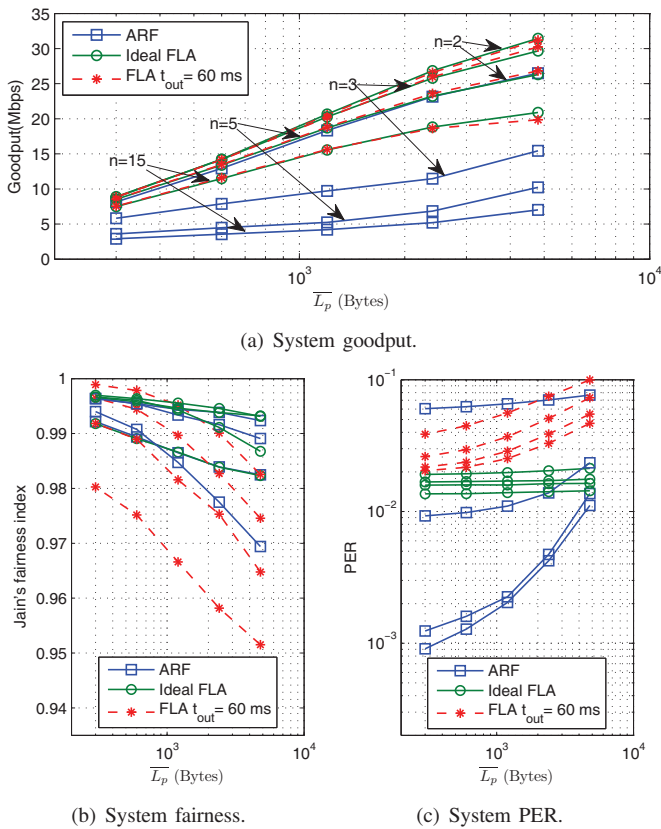 35
30
25
20
15
10
5
0
Goodput(Mbps)
ARF
Ideal FLA
FLA t_out= 60 ms
n=2
n=3
n=5
n=15
10^3
10^4
\overline{L_p} (Bytes)
(a) System goodput.
1
0.99
0.98
0.97
0.96
0.95
0.94
Jain's fairness index
ARF
Ideal FLA
FLA t_out= 60 ms
10^3
10^4
\overline{L_p} (Bytes)
(b) System fairness.
10^-1
10^-2
10^-3
PER
ARF
Ideal FLA
FLA t_out= 60 ms
10^3
10^4
\overline{L_p} (Bytes)
(c) System PER.